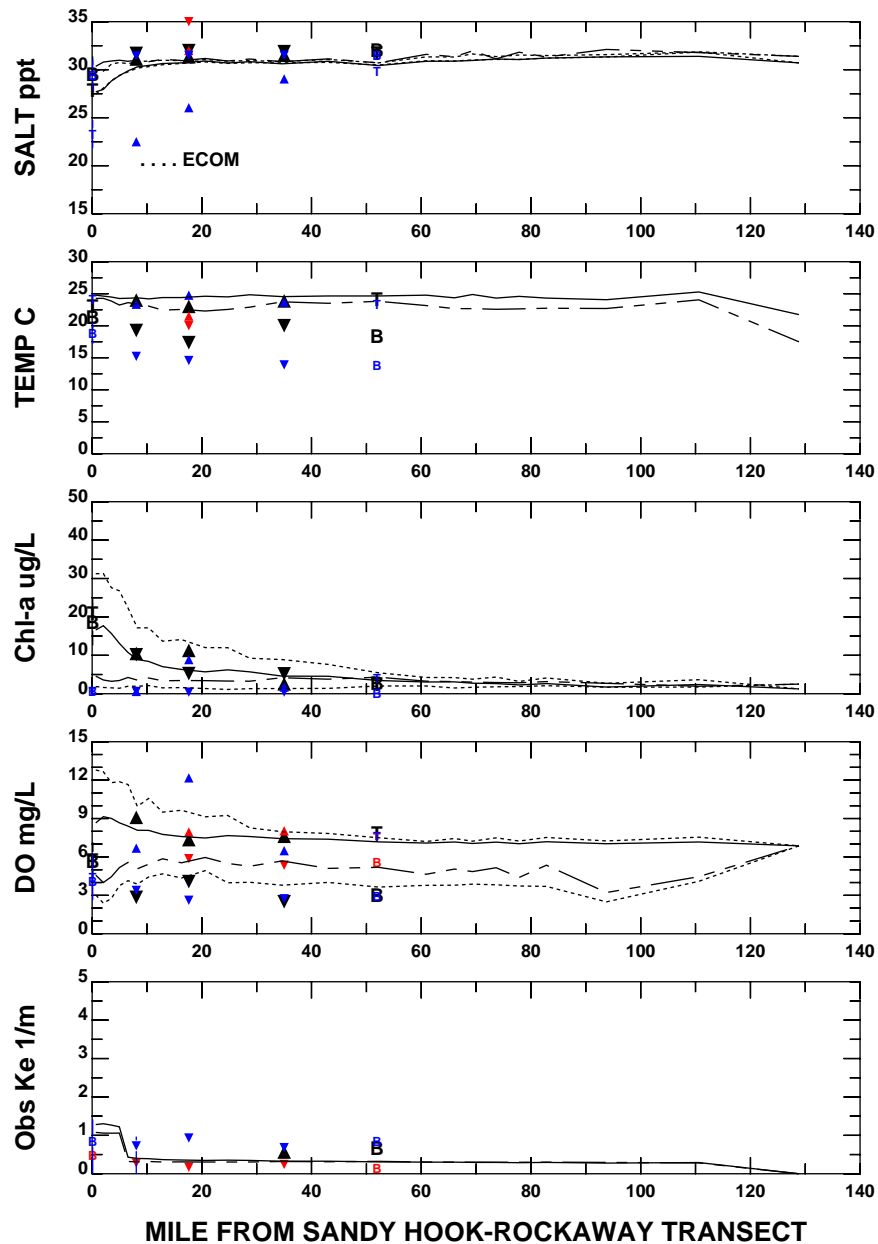 SALT ppt
35
30
25
20
15
T B B T T
B B T
. . . . ECOM
0 20 40 60 80 100 120 140
TEMP C
30
25
20
15
10
5
0
T B B T T B B
0 20 40 60 80 100 120 140
Chl-a ug/L
50
40
30
20
10
0
T B B T B B
0 20 40 60 80 100 120 140
DO mg/L
15
12
9
6
3
0
T B B T T B B B
0 20 40 60 80 100 120 140
Obs Ke 1/m
5
4
3
2
1
0
B B B B B
0 20 40 60 80 100 120 140
MILE FROM SANDY HOOK-ROCKAWAY TRANSECT